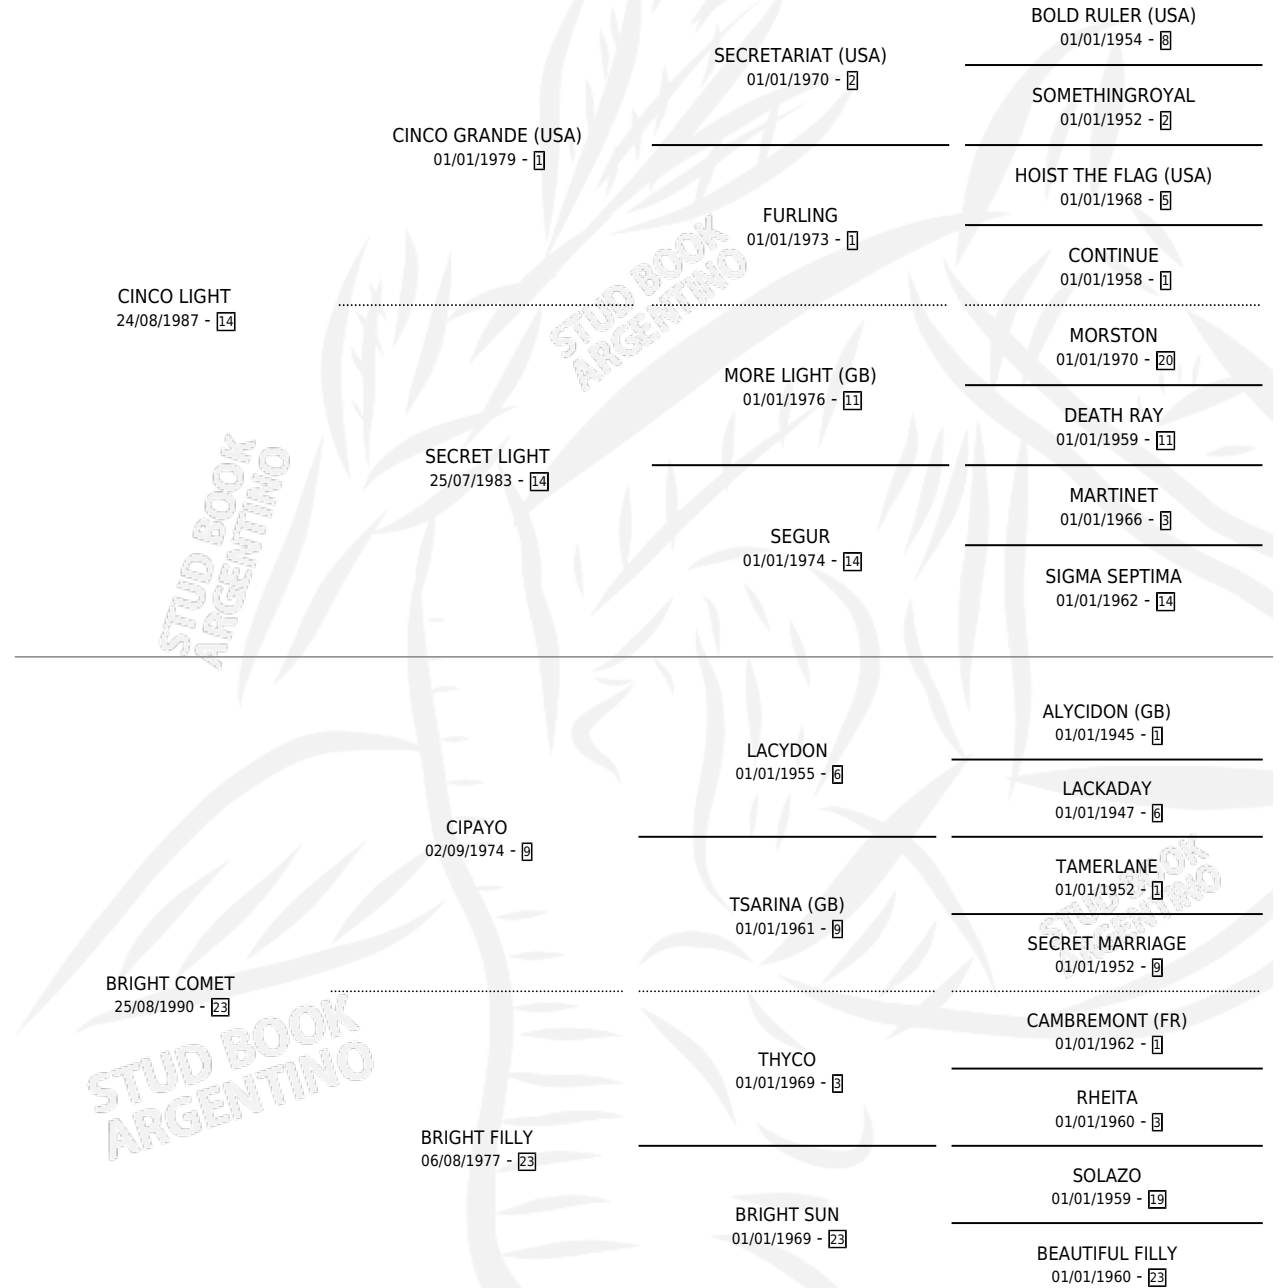 BOLD RULER (USA)
01/01/1954 - 8
SECRETARIAT (USA)
01/01/1970 - 2
SOMETHINGROYAL
01/01/1952 - 2
CINCO GRANDE (USA)
01/01/1979 - 1
HOIST THE FLAG (USA)
01/01/1968 - 5
FURLING
01/01/1973 - 1
CONTINUE
01/01/1958 - 1
CINCO LIGHT
24/08/1987 - 14
STUD BOOK
ARGENTINO
MORSTON
01/01/1970 - 20
MORE LIGHT (GB)
01/01/1976 - 11
DEATH RAY
01/01/1959 - 11
SECRET LIGHT
25/07/1983 - 14
MARTINET
01/01/1966 - 3
SEGUR
01/01/1974 - 14
SIGMA SEPTIMA
01/01/1962 - 14
STUD BOOK
ARGENTINO
ALYCIDON (GB)
01/01/1945 - 1
LACYDON
01/01/1955 - 6
LACKADAY
01/01/1947 - 6
CIPAYO
02/09/1974 - 9
TAMERLANE
01/01/1952 - 1
TSARINA (GB)
01/01/1961 - 9
SECRET MARRIAGE
01/01/1952 - 9
STUD BOOK
ARGENTINO
BRIGHT COMET
25/08/1990 - 23
CAMBREMONT (FR)
01/01/1962 - 1
THYCO
01/01/1969 - 3
RHEITA
01/01/1960 - 3
STUD BOOK
ARGENTINO
BRIGHT FILLY
06/08/1977 - 23
SOLAZO
01/01/1959 - 19
BRIGHT SUN
01/01/1969 - 23
BEAUTIFUL FILLY
01/01/1960 - 23